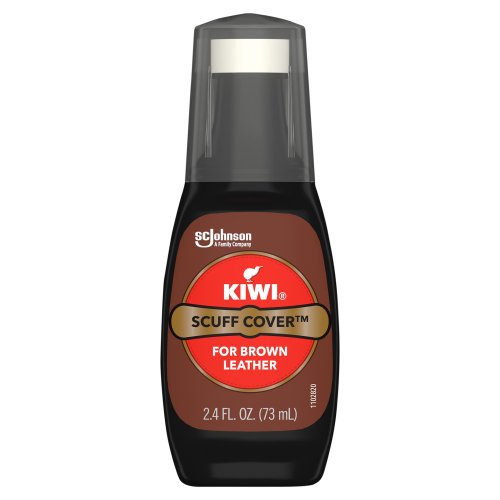 SC Johnson
A Family Company
KIWI®
SCUFF COVER™
FOR BROWN
LEATHER
2.4 FL. OZ. (73 mL)
1102820